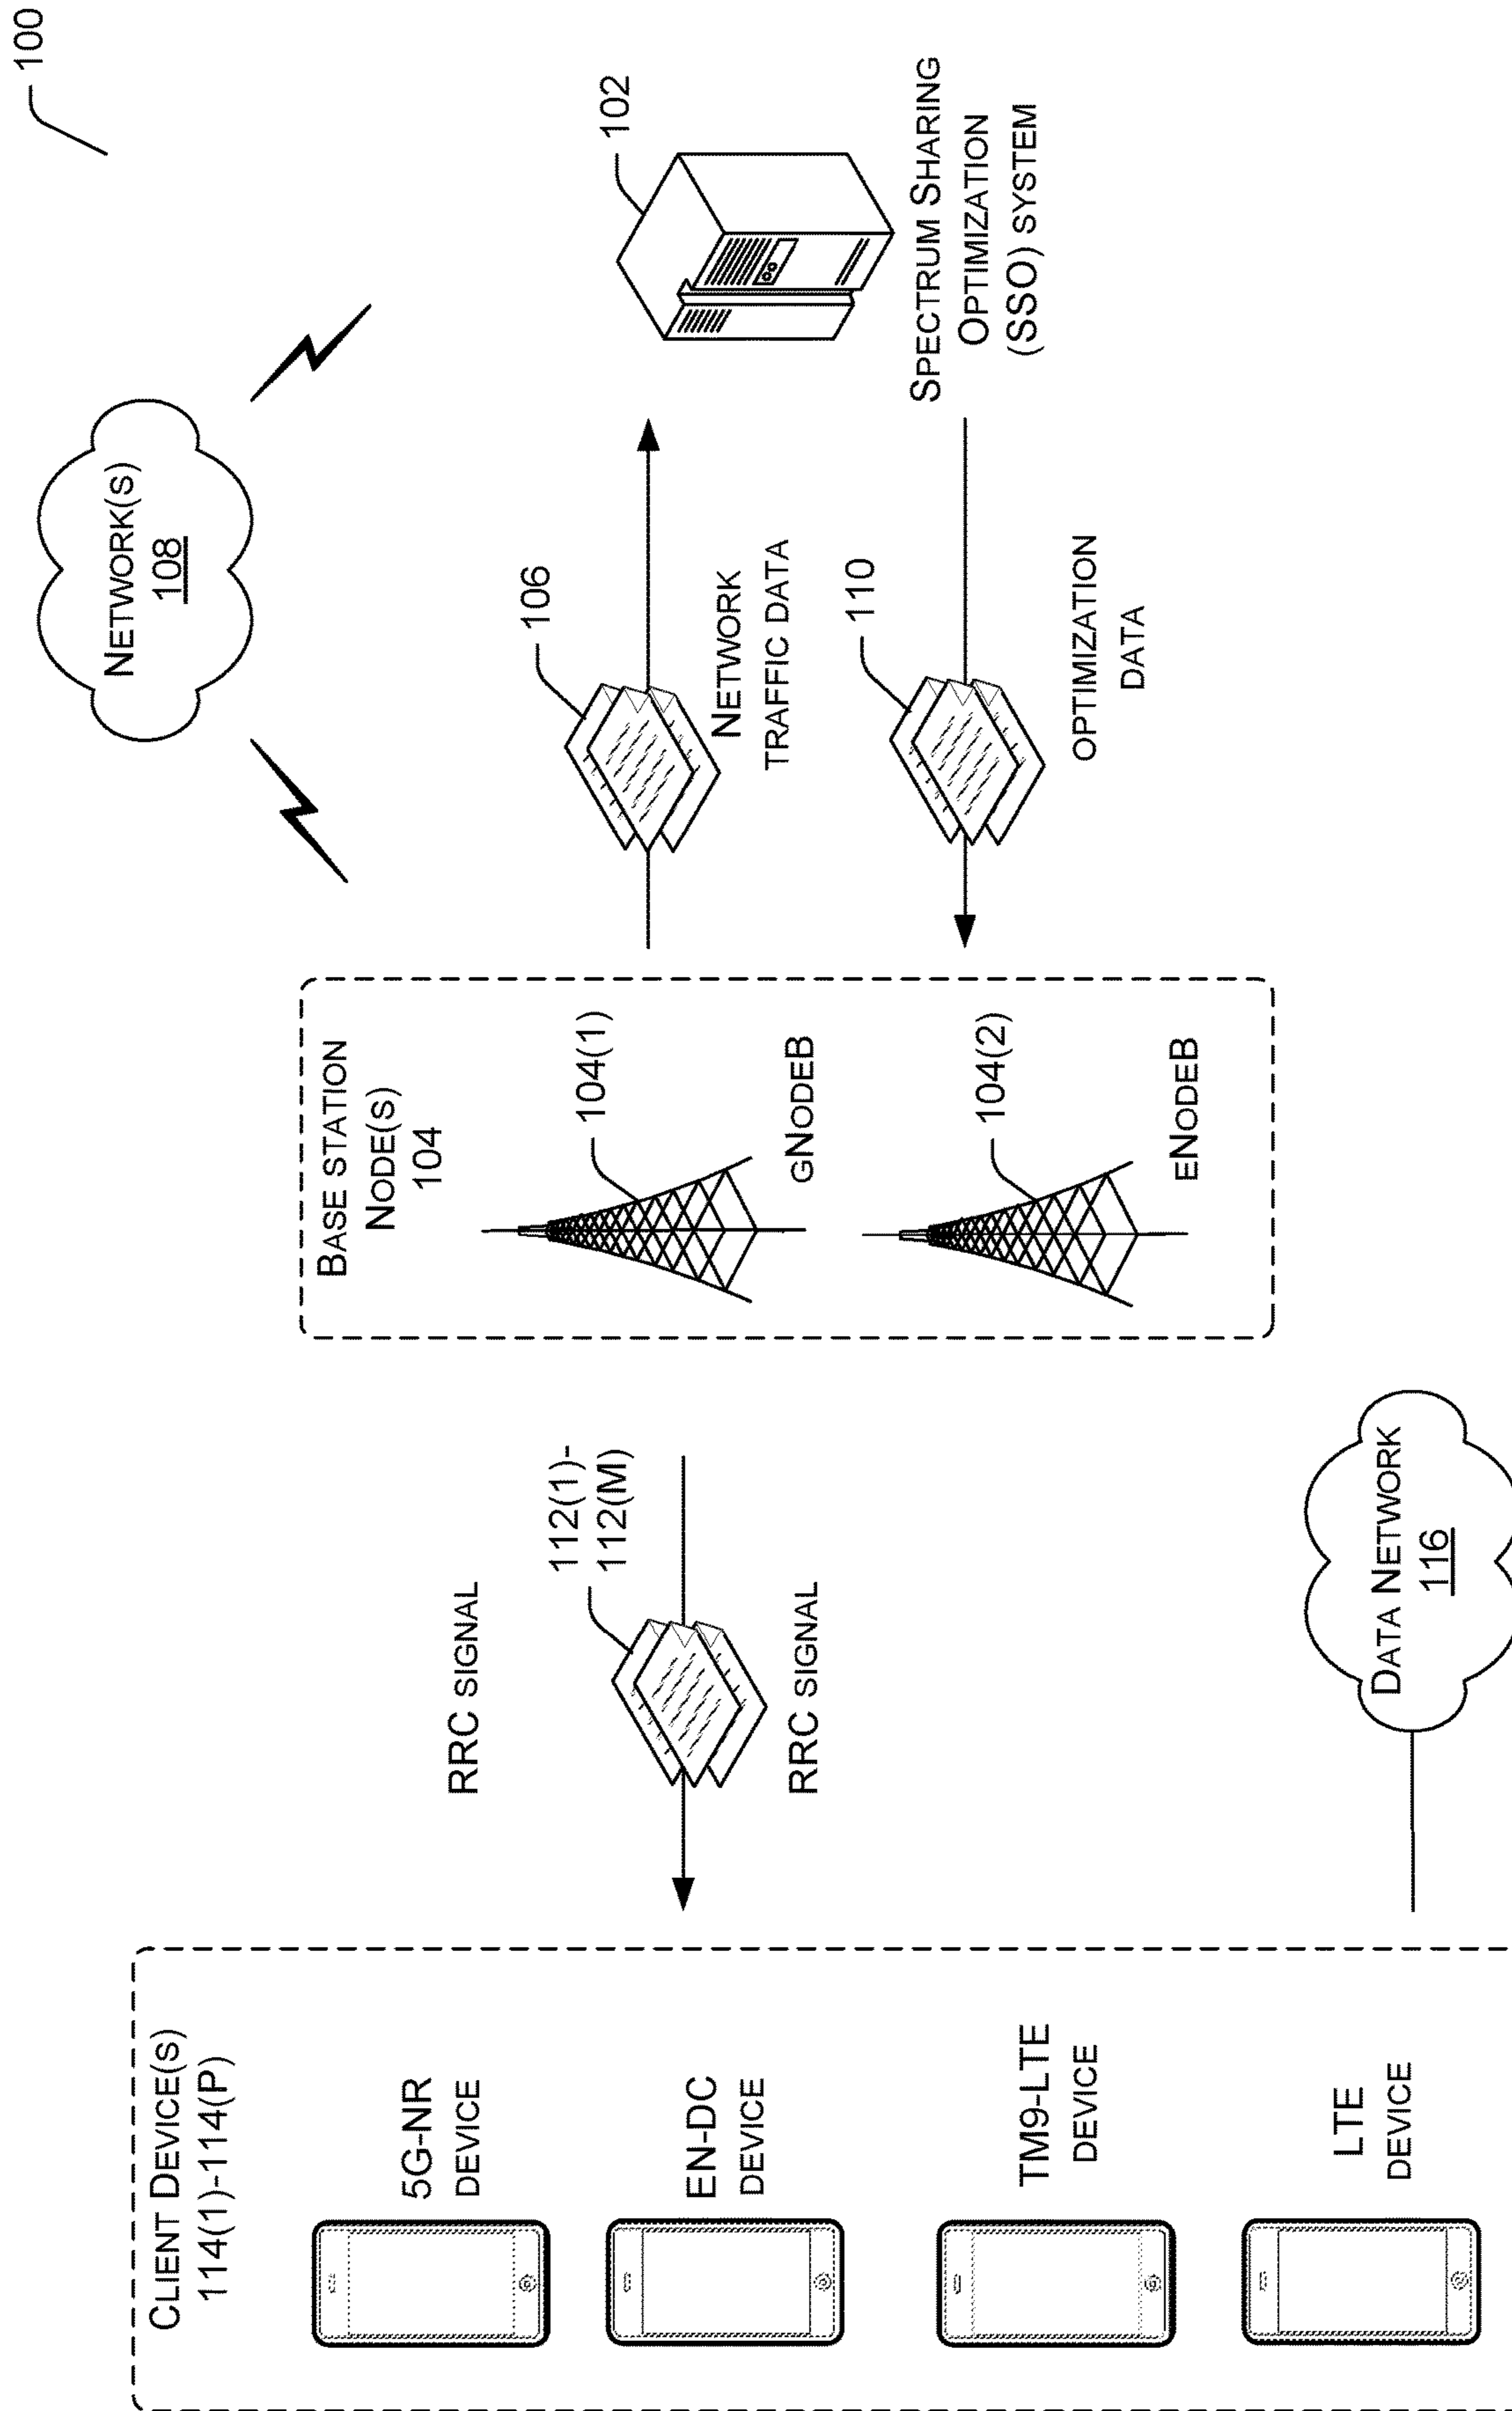 100
NETWORK(S)
108
102
SPECTRUM SHARING
OPTIMIZATION
(SSO) SYSTEM
106
NETWORK
TRAFFIC DATA
110
OPTIMIZATION
DATA
BASE STATION
NODE(S)
104
104(1)
GNODEB
104(2)
ENODEB
RRC SIGNAL
112(1)-
112(M)
RRC SIGNAL
DATA NETWORK
116
CLIENT DEVICE(S)
114(1)-114(P)
5G-NR
DEVICE
EN-DC
DEVICE
TM9-LTE
DEVICE
LTE
DEVICE